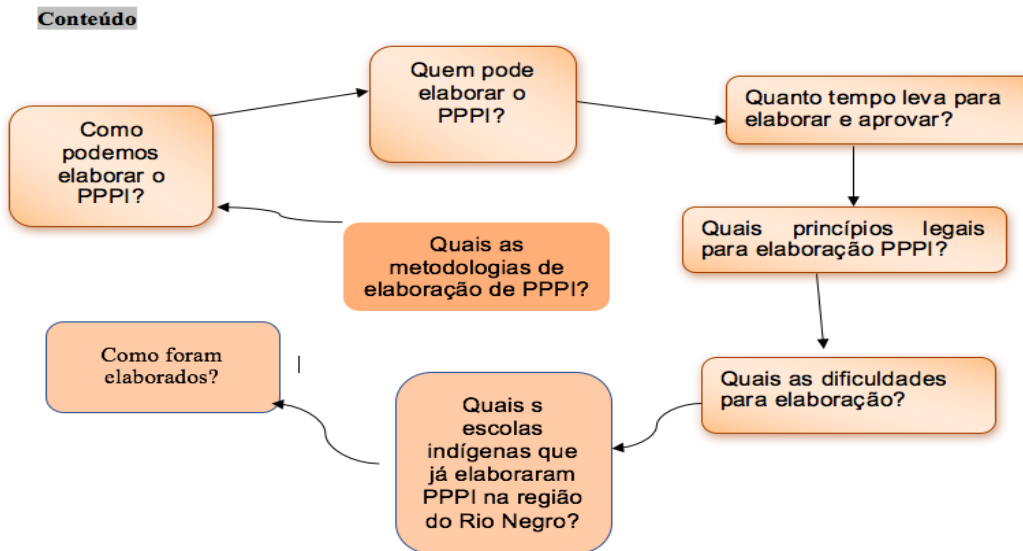 Conteúdo
Quais as
metodologias de
elaboração de PPPI?
Como
podemos
elaborar o
PPPI?
Quem pode
elaborar o
PPPI?
Quanto tempo leva para
elaborar e aprovar?
Quais princípios legais
para elaboração PPPI?
Quais as dificuldades
para elaboração?
Quais s
escolas
indígenas que
já elaboraram
PPPI na região
do Rio Negro?
Como foram
elaborados?